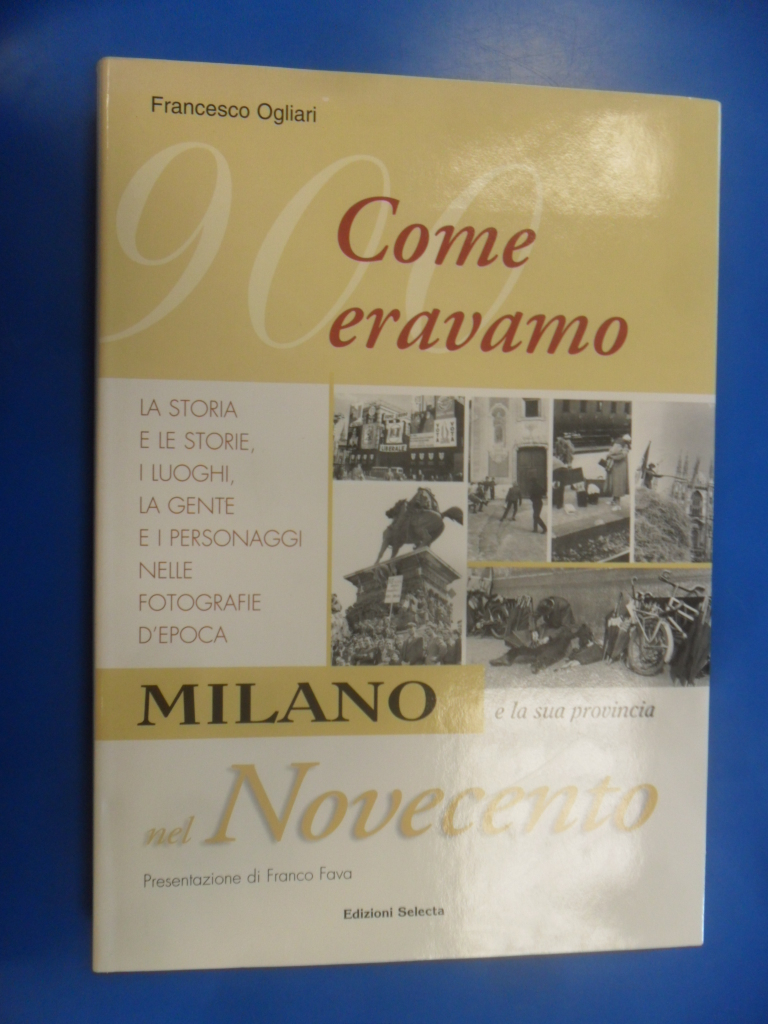 Francesco Ogliari
900
Come
eravamo
LA STORIA
E LE STORIE,
I LUOGHI,
LA GENTE
E I PERSONAGGI
NELLE
FOTOGRAFIE
D'EPOCA
LIBERALE
MILANO e la sua provincia
nel Novecento
Presentazione di Franco Fava
Edizioni Selecta